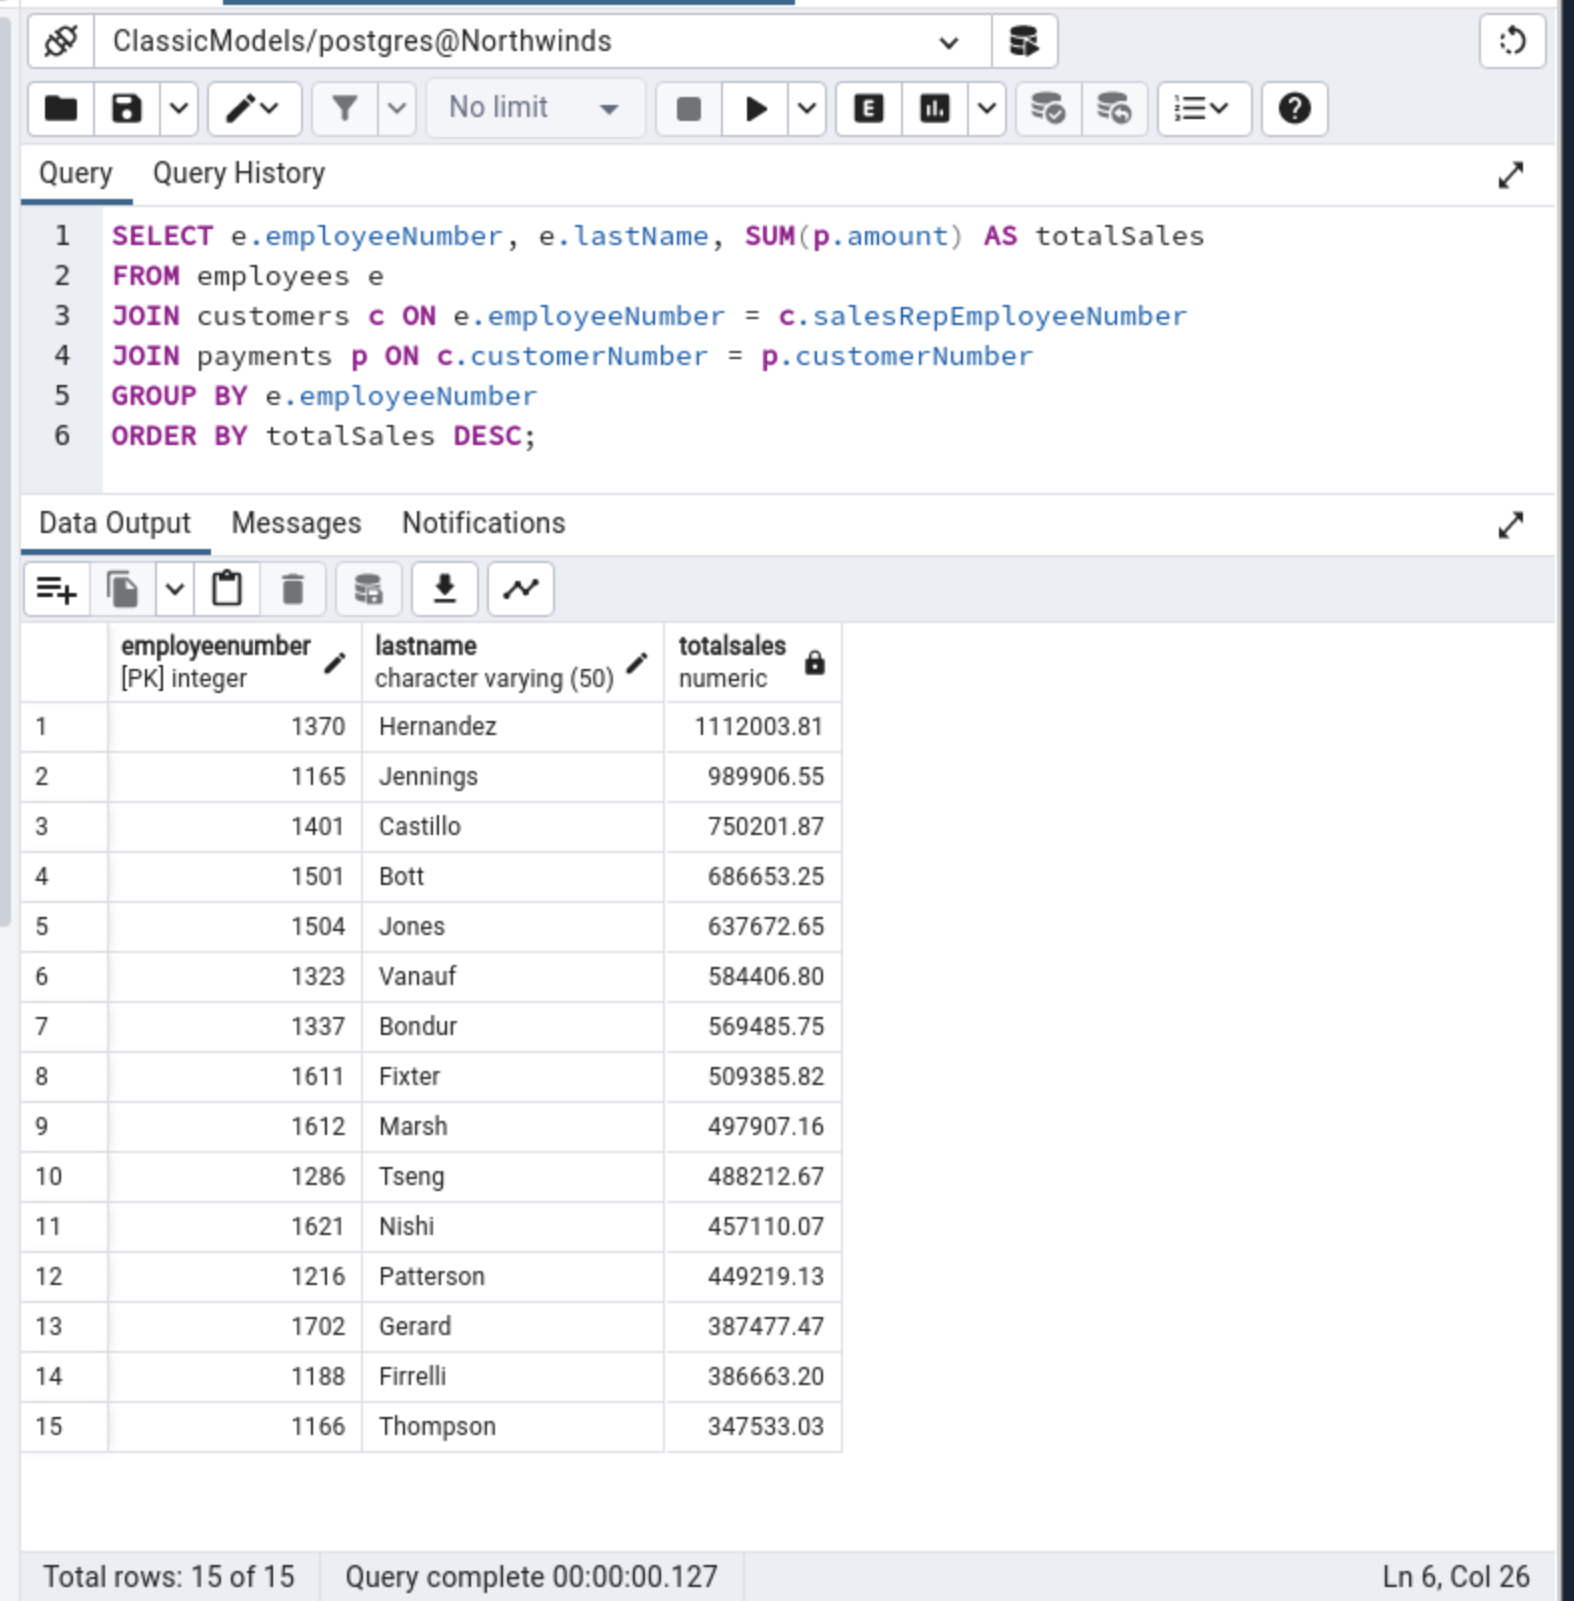 ClassicModels/postgres@Northwinds
No limit
E
?
Query Query History
1 SELECT e.employeeNumber, e.lastName, SUM(p.amount) AS totalSales
2 FROM employees e
3 JOIN customers c ON e.employeeNumber = c.salesRepEmployeeNumber
4 JOIN payments p ON c.customerNumber = p.customerNumber
5 GROUP BY e.employeeNumber
6 ORDER BY totalSales DESC;
Data Output Messages Notifications
employeenumber lastname totalsales
[PK] integer character varying (50) numeric
1 1370 Hernandez 1112003.81
2 1165 Jennings 989906.55
3 1401 Castillo 750201.87
4 1501 Bott 686653.25
5 1504 Jones 637672.65
6 1323 Vanauf 584406.80
7 1337 Bondur 569485.75
8 1611 Fixter 509385.82
9 1612 Marsh 497907.16
10 1286 Tseng 488212.67
11 1621 Nishi 457110.07
12 1216 Patterson 449219.13
13 1702 Gerard 387477.47
14 1188 Firrelli 386663.20
15 1166 Thompson 347533.03
Total rows: 15 of 15 Query complete 00:00:00.127 Ln 6, Col 26